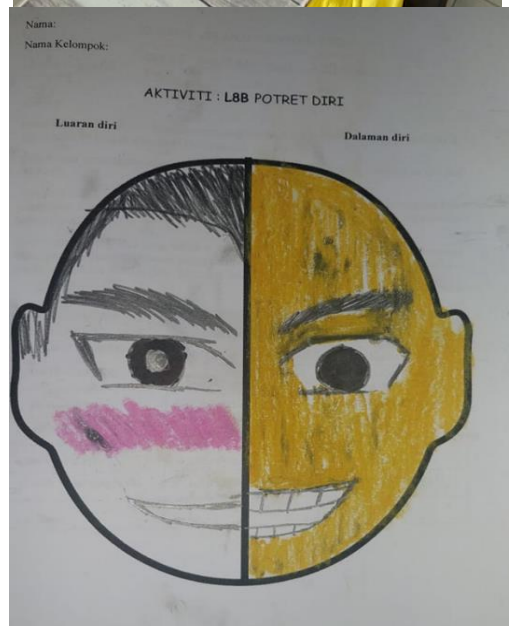 Nama:
Nama Kelompok:
AKTIVITI : L8B POTRET DIRI
Luaran diri
Dalaman diri